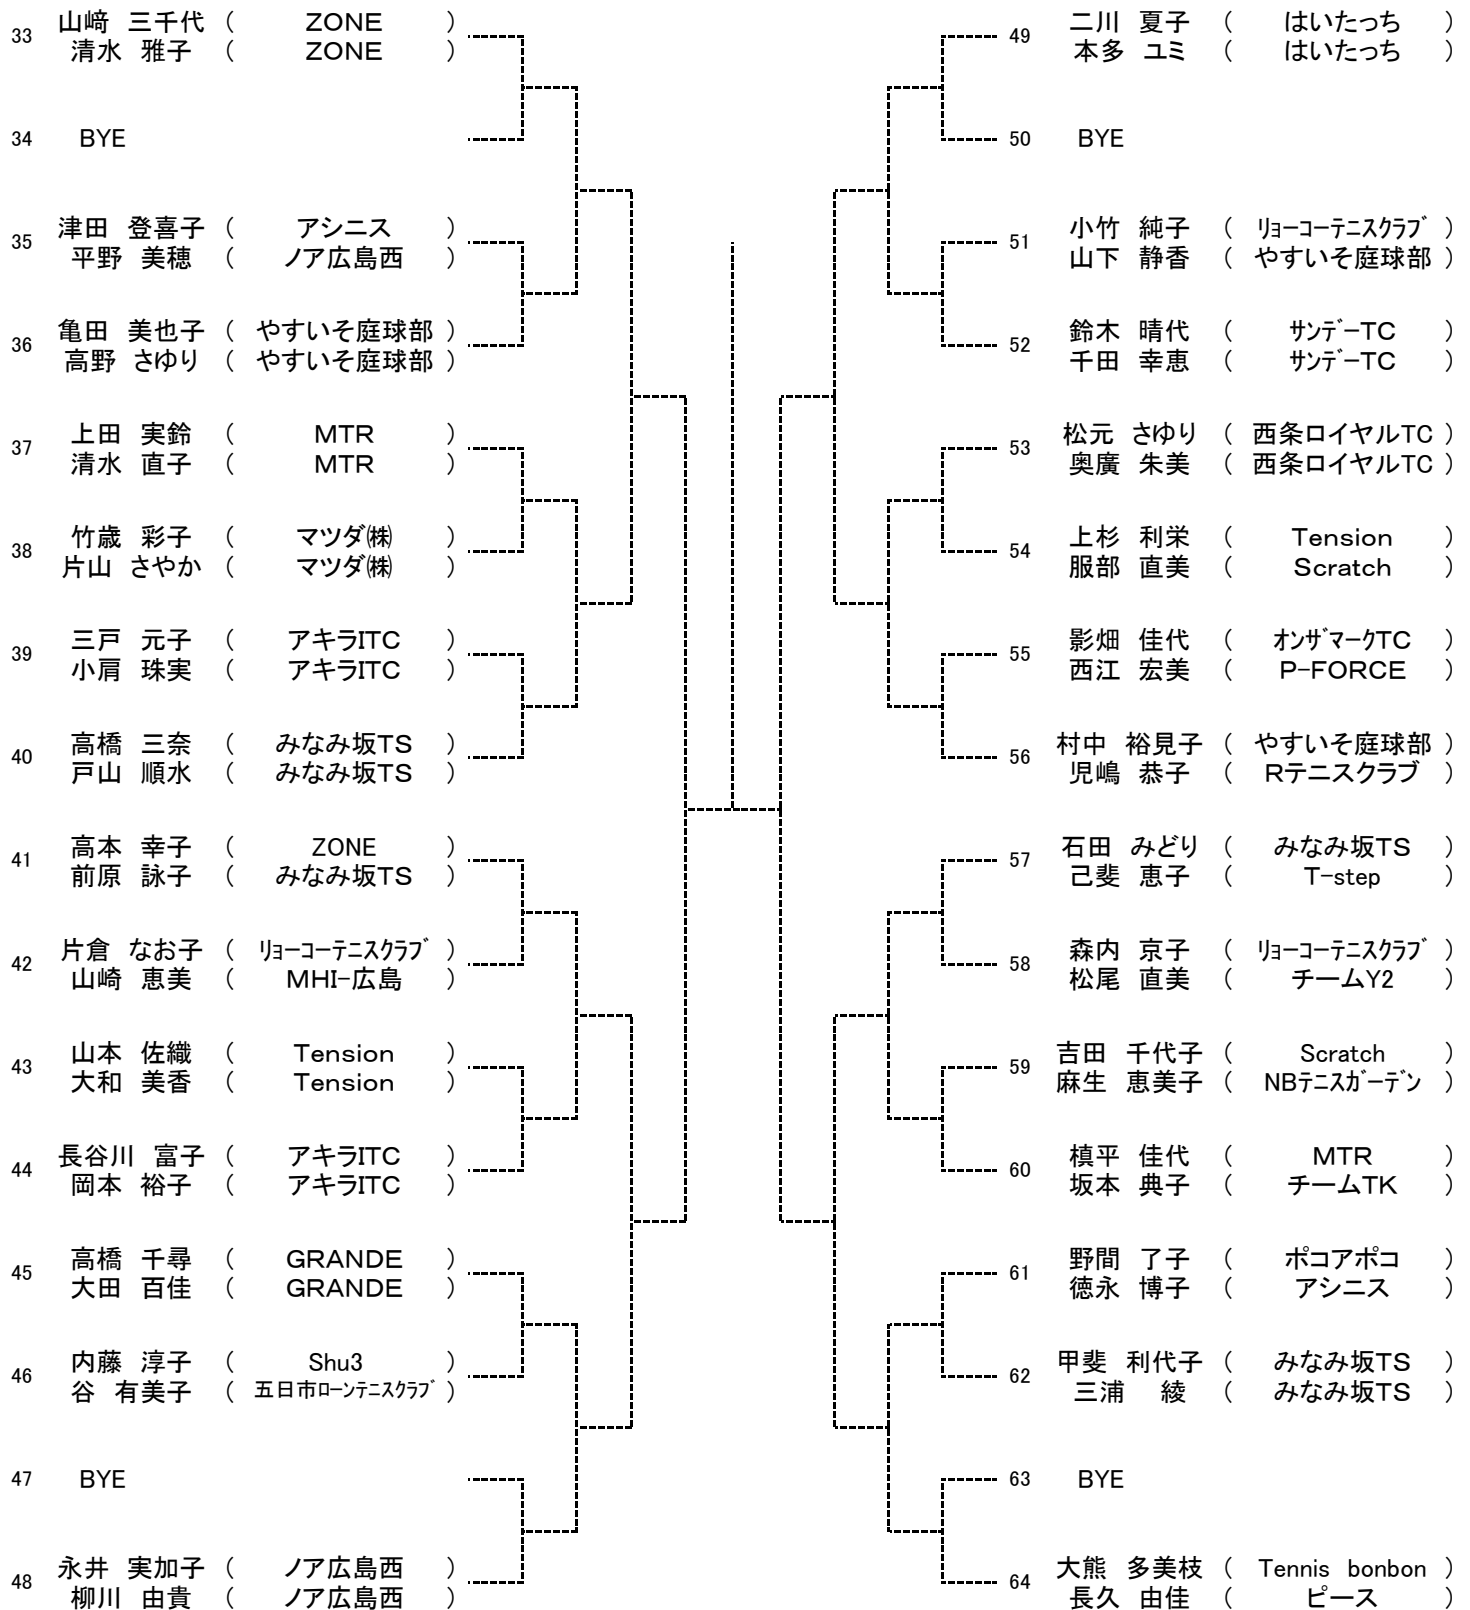 33 山﨑 三千代 ( ZONE )
清水 雅子 ( ZONE )
34 BYE
35 津田 登喜子 ( アシニス )
平野 美穂 ( ノア広島西 )
36 亀田 美也子 ( やすいそ庭球部 )
高野 さゆり ( やすいそ庭球部 )
37 上田 実鈴 ( MTR )
清水 直子 ( MTR )
38 竹歳 彩子 ( マツダ㈱ )
片山 さやか ( マツダ㈱ )
39 三戸 元子 ( アキラITC )
小肩 珠実 ( アキラITC )
40 高橋 三奈 ( みなみ坂TS )
戸山 順水 ( みなみ坂TS )
41 高本 幸子 ( ZONE )
前原 詠子 ( みなみ坂TS )
42 片倉 なお子 ( ﾘｮｰｺｰﾃﾆｽｸﾗﾌﾞ )
山崎 恵美 ( MHI-広島 )
43 山本 佐織 ( Tension )
大和 美香 ( Tension )
44 長谷川 富子 ( アキラITC )
岡本 裕子 ( アキラITC )
45 高橋 千尋 ( GRANDE )
大田 百佳 ( GRANDE )
46 内藤 淳子 ( Shu3 )
谷 有美子 ( 五日市ﾛｰﾝﾃﾆｽｸﾗﾌﾞ )
47 BYE
48 永井 実加子 ( ノア広島西 )
柳川 由貴 ( ノア広島西 )
49 二川 夏子 ( はいたっち )
本多 ユミ ( はいたっち )
50 BYE
51 小竹 純子 ( ﾘｮｰｺｰﾃﾆｽｸﾗﾌﾞ )
山下 静香 ( やすいそ庭球部 )
52 鈴木 晴代 ( ｻﾝﾃﾞｰTC )
千田 幸恵 ( ｻﾝﾃﾞｰTC )
53 松元 さゆり ( 西条ロイヤルTC )
奥廣 朱美 ( 西条ロイヤルTC )
54 上杉 利栄 ( Tension )
服部 直美 ( Scratch )
55 影畑 佳代 ( ｵﾝｻﾞﾏｰｸTC )
西江 宏美 ( P-FORCE )
56 村中 裕見子 ( やすいそ庭球部 )
児嶋 恭子 ( Rテニスクラブ )
57 石田 みどり ( みなみ坂TS )
己斐 恵子 ( T-step )
58 森内 京子 ( ﾘｮｰｺｰﾃﾆｽｸﾗﾌﾞ )
松尾 直美 ( チームY2 )
59 吉田 千代子 ( Scratch )
麻生 恵美子 ( NBﾃﾆｽｶﾞｰﾃﾞﾝ )
60 槙平 佳代 ( MTR )
坂本 典子 ( チームTK )
61 野間 了子 ( ポコアポコ )
徳永 博子 ( アシニス )
62 甲斐 利代子 ( みなみ坂TS )
三浦 綾 ( みなみ坂TS )
63 BYE
64 大熊 多美枝 ( Tennis bonbon )
長久 由佳 ( ピース )